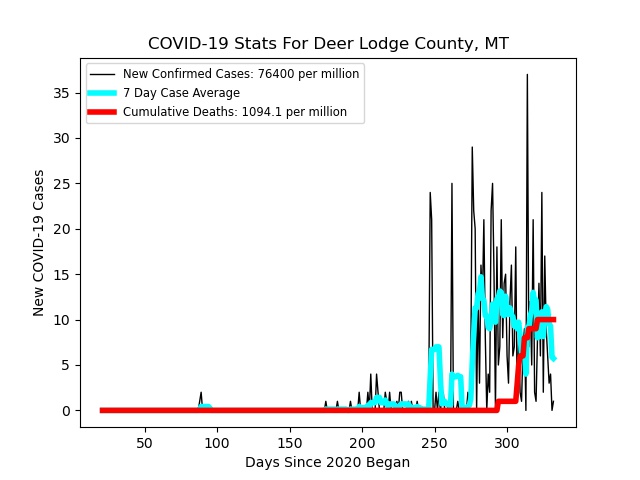 COVID-19 Stats For Deer Lodge County, MT
New Confirmed Cases: 76400 per million
7 Day Case Average
Cumulative Deaths: 1094.1 per million
New COVID-19 Cases
35
30
25
20
15
10
5
0
50
100
150
200
250
300
Days Since 2020 Began